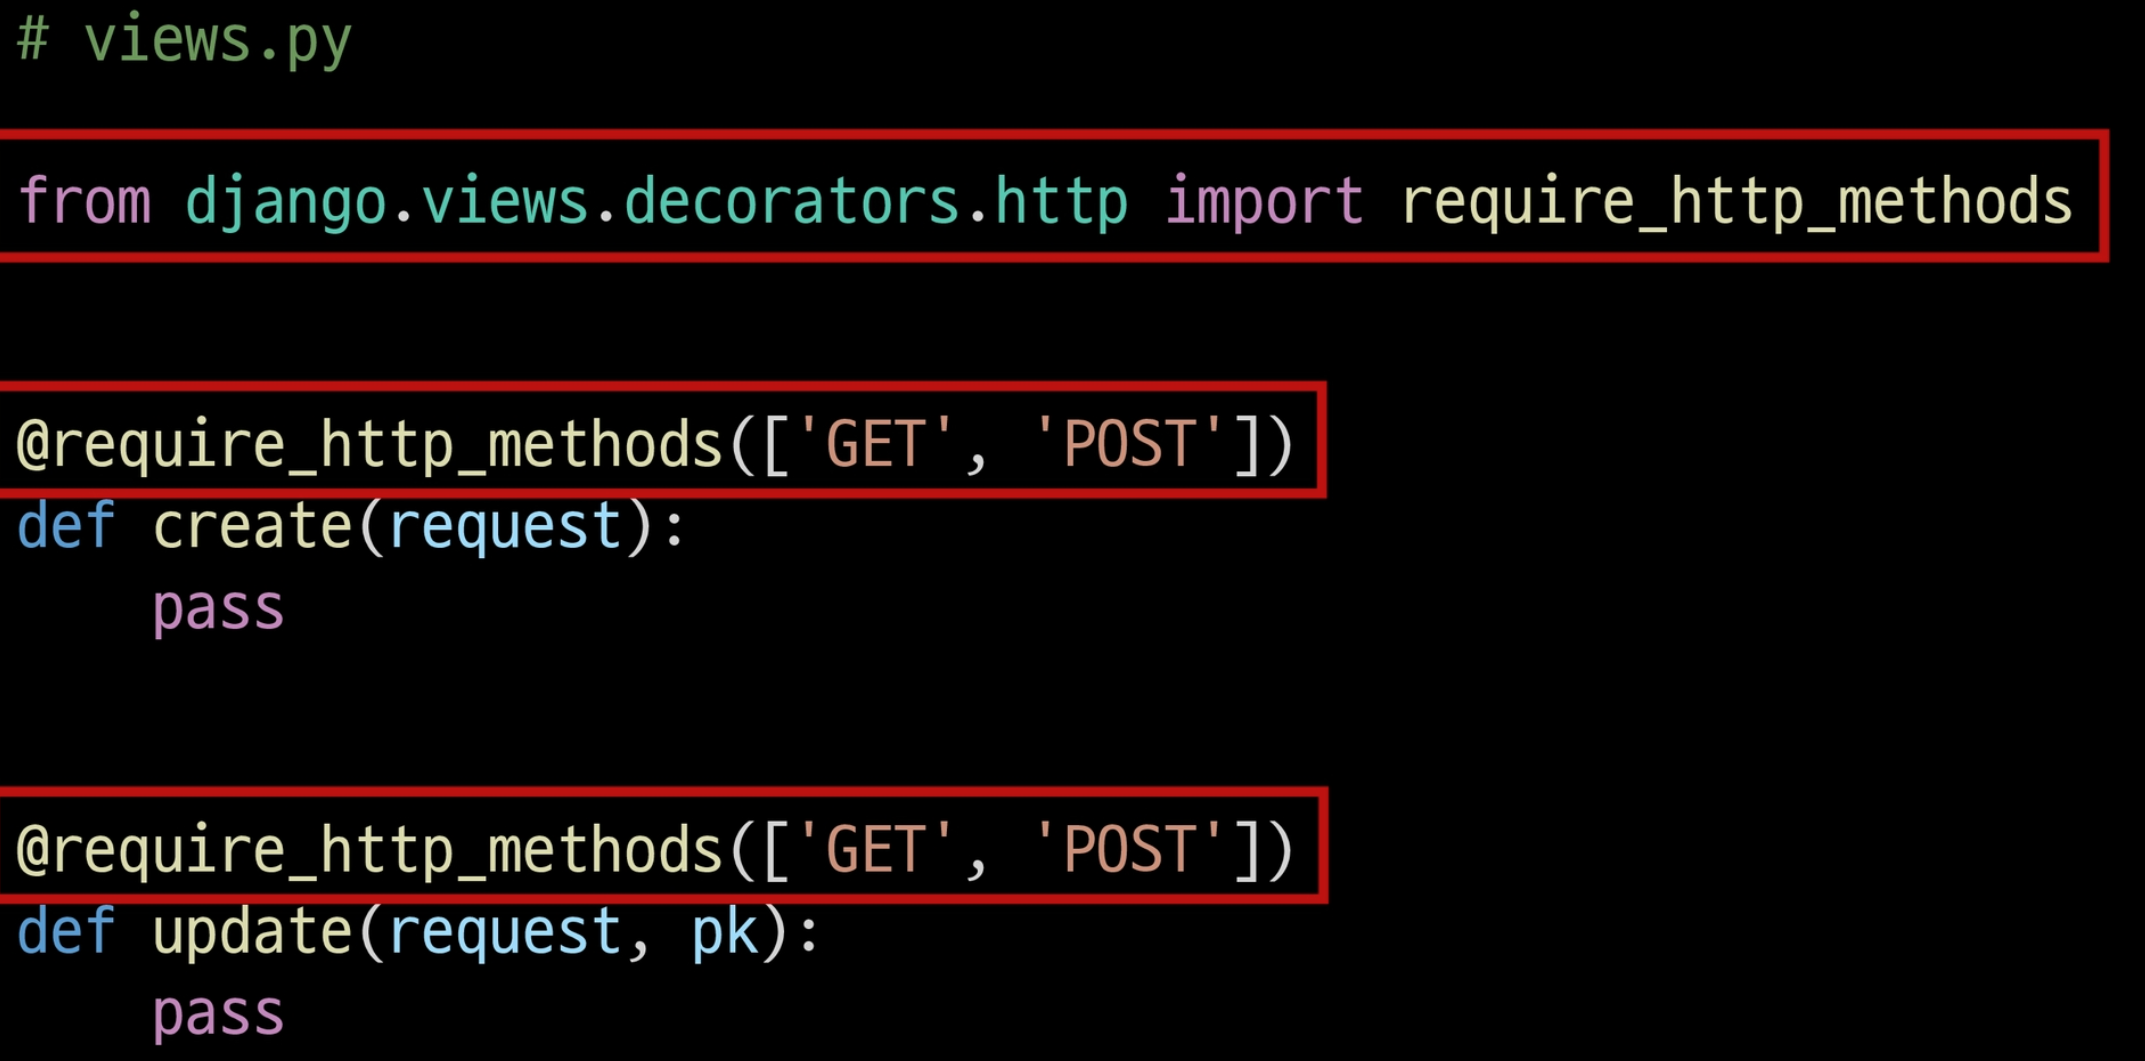 # views.py
from django.views.decorators.http import require_http_methods
@require_http_methods(['GET', 'POST'])
def create(request):
    pass
@require_http_methods(['GET', 'POST'])
def update(request, pk):
    pass